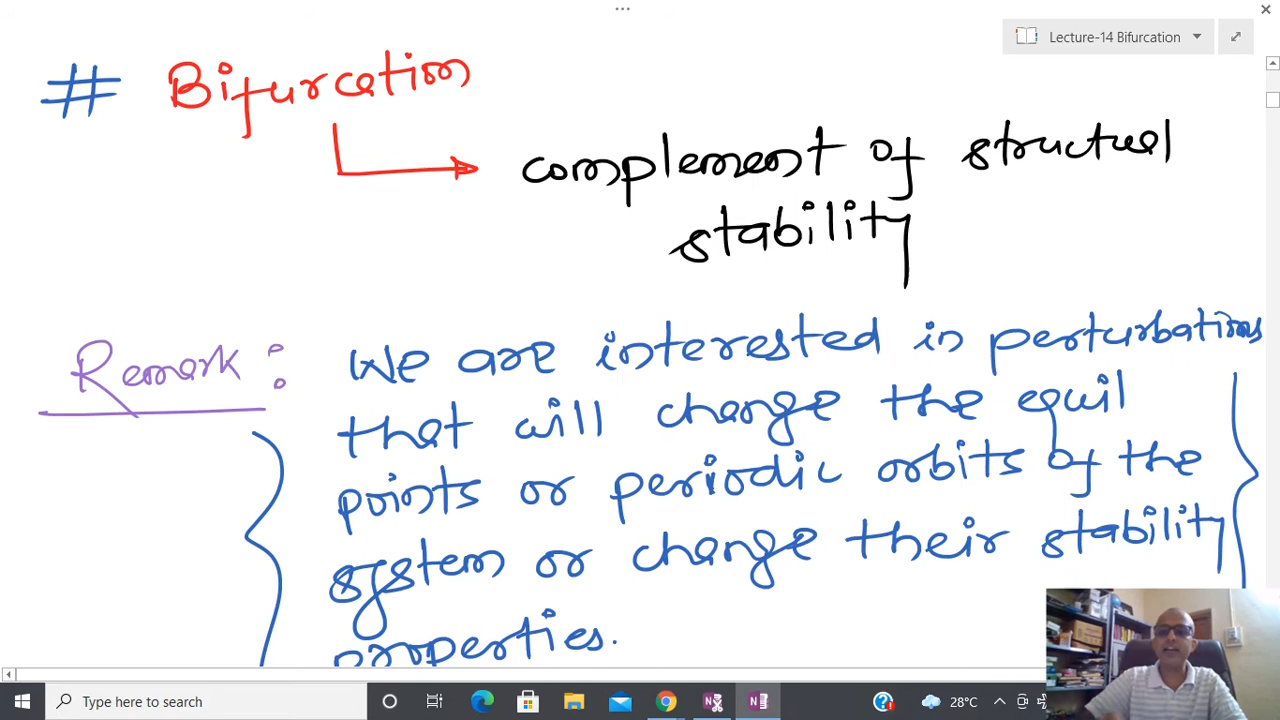 ...
Lecture-14 Bifurcation
# Bifurcation
complement of structual
stability
Remark:
We are interested in perturbations
that will change the equil
points or periodic orbits of the
system or change their stability
properties.
Type here to search
28°C